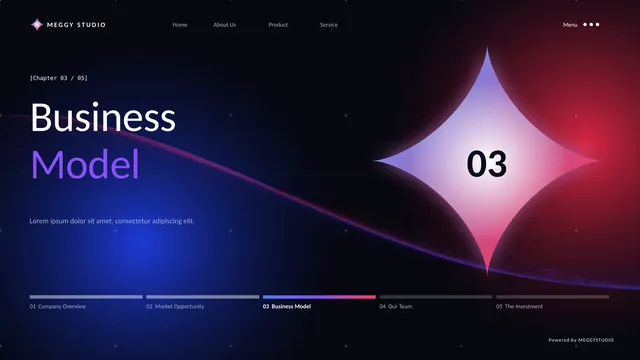 MEGGY STUDIO
Home
About Us
Product
Service
Menu
[Chapter 03 / 05]
Business
Model
03
Lorem ipsum dolor sit amet, consectetur adipiscing elit.
01 Company Overview
02 Market Opportunity
03 Business Model
04 Our Team
05 The Investment
Powered by MEGGYSTUDIO